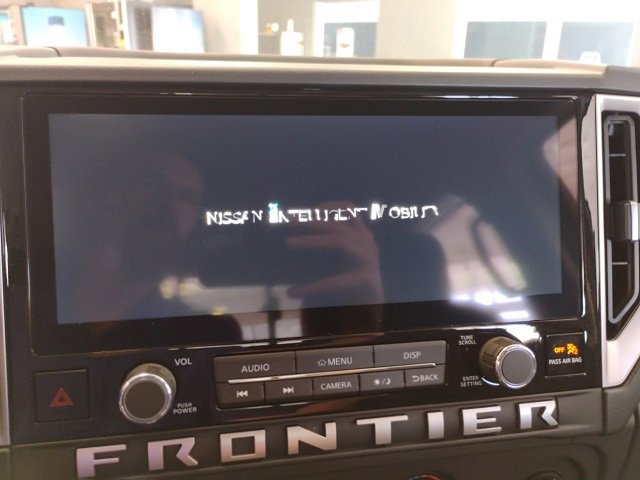 NISSAN INTELLIGENT MOBILITY
VOL
PUSH
POWER
AUDIO
MENU
DISP
CAMERA
BACK
TUNE
SCROLL
ENTER
SETTING
OFF
PASS AIR BAG
FRONTIER